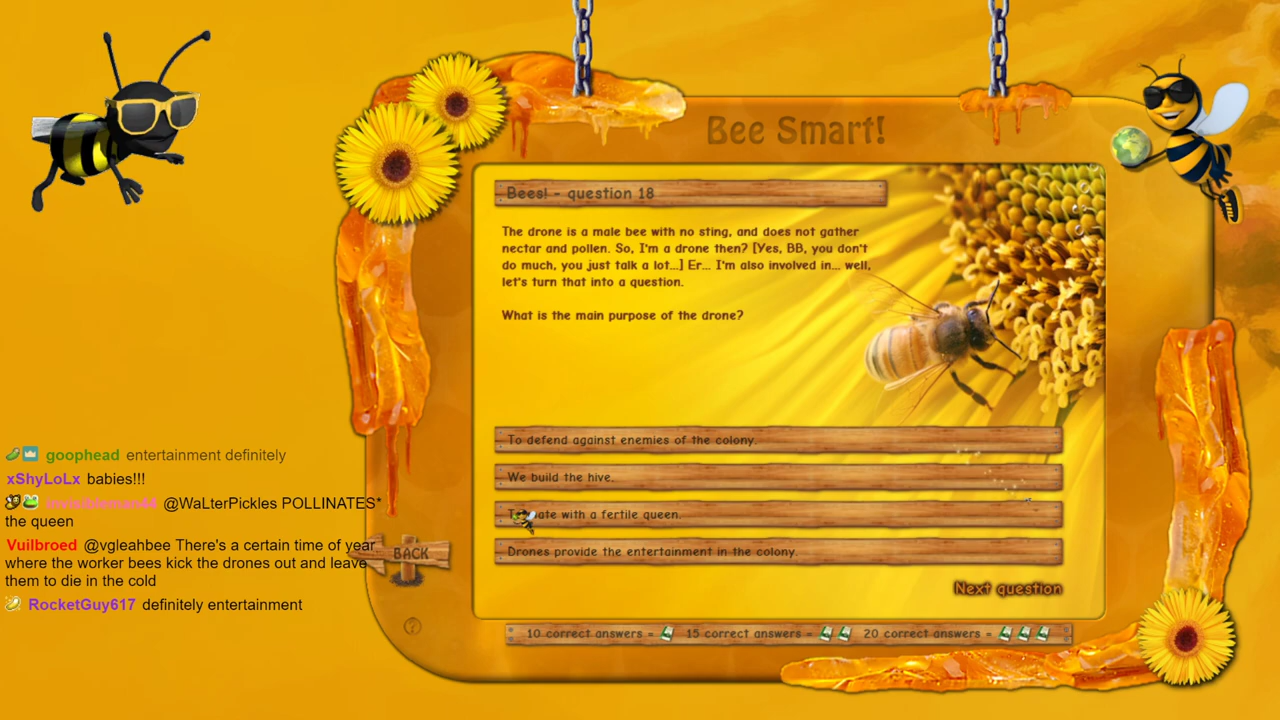 Bee Smart!
Bees! - question 18
The drone is a male bee with no sting, and does not gather
nectar and pollen. So, I'm a drone then? [Yes, BB, you don't
do much, you just talk a lot...] Er... I'm also involved in... well,
let's turn that into a question.
What is the main purpose of the drone?
To defend against enemies of the colony.
We build the hive.
To mate with a fertile queen.
Drones provide the entertainment in the colony.
Next question
BACK
?
10 correct answers = 15 correct answers = 20 correct answers =
goophead entertainment definitely
xShyLoLx babies!!!
@WaLterPickles POLLINATES*
the queen
Vuilbroed @vgleahbee There's a certain time of year
where the worker bees kick the drones out and leave
them to die in the cold
RocketGuy617 definitely entertainment